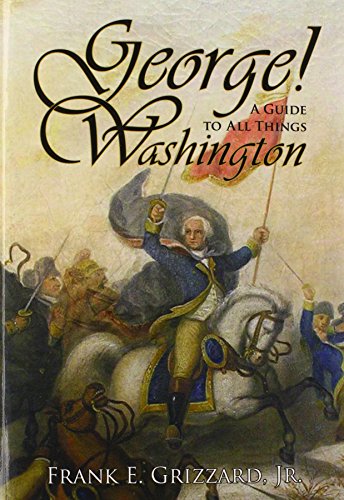 George!
A Guide
to All Things
Washington
Frank E. Grizzard, Jr.